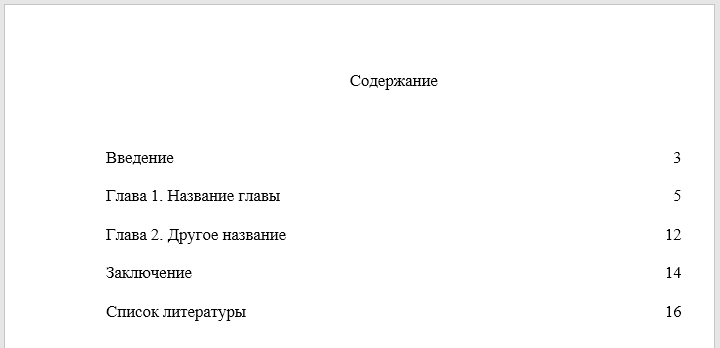 Содержание
Введение 3
Глава 1. Название главы 5
Глава 2. Другое название 12
Заключение 14
Список литературы 16